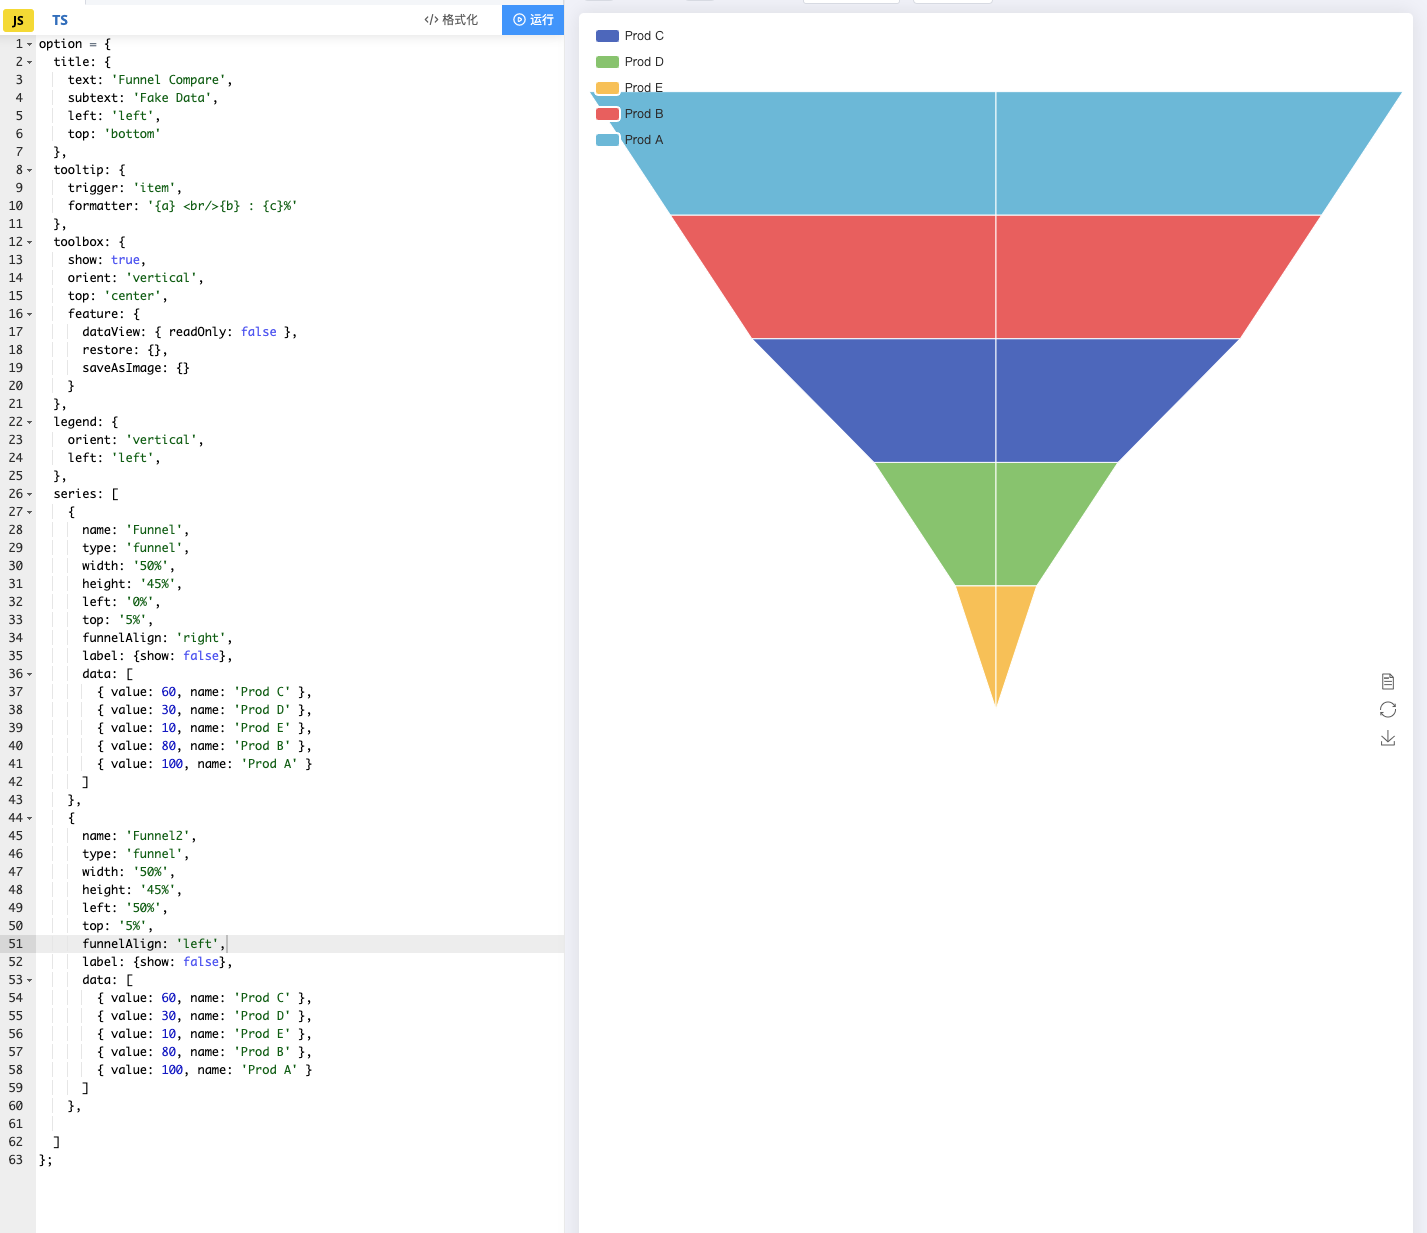 JS TS </> 格式化 运行
1 option = {
2 title: {
3 text: 'Funnel Compare',
4 subtext: 'Fake Data',
5 left: 'left',
6 top: 'bottom'
7 },
8 tooltip: {
9 trigger: 'item',
10 formatter: '{a} <br/>{b} : {c}%'
11 },
12 toolbox: {
13 show: true,
14 orient: 'vertical',
15 top: 'center',
16 feature: {
17 dataView: { readOnly: false },
18 restore: {},
19 saveAsImage: {}
20 }
21 },
22 legend: {
23 orient: 'vertical',
24 left: 'left',
25 },
26 series: [
27 {
28 name: 'Funnel',
29 type: 'funnel',
30 width: '50%',
31 height: '45%',
32 left: '0%',
33 top: '5%',
34 funnelAlign: 'right',
35 label: {show: false},
36 data: [
37 { value: 60, name: 'Prod C' },
38 { value: 30, name: 'Prod D' },
39 { value: 10, name: 'Prod E' },
40 { value: 80, name: 'Prod B' },
41 { value: 100, name: 'Prod A' }
42 ]
43 },
44 {
45 name: 'Funnel2',
46 type: 'funnel',
47 width: '50%',
48 height: '45%',
49 left: '50%',
50 top: '5%',
51 funnelAlign: 'left',
52 label: {show: false},
53 data: [
54 { value: 60, name: 'Prod C' },
55 { value: 30, name: 'Prod D' },
56 { value: 10, name: 'Prod E' },
57 { value: 80, name: 'Prod B' },
58 { value: 100, name: 'Prod A' }
59 ]
60 },
61
62 ]
63 };
Prod C
Prod D
Prod E
Prod B
Prod A